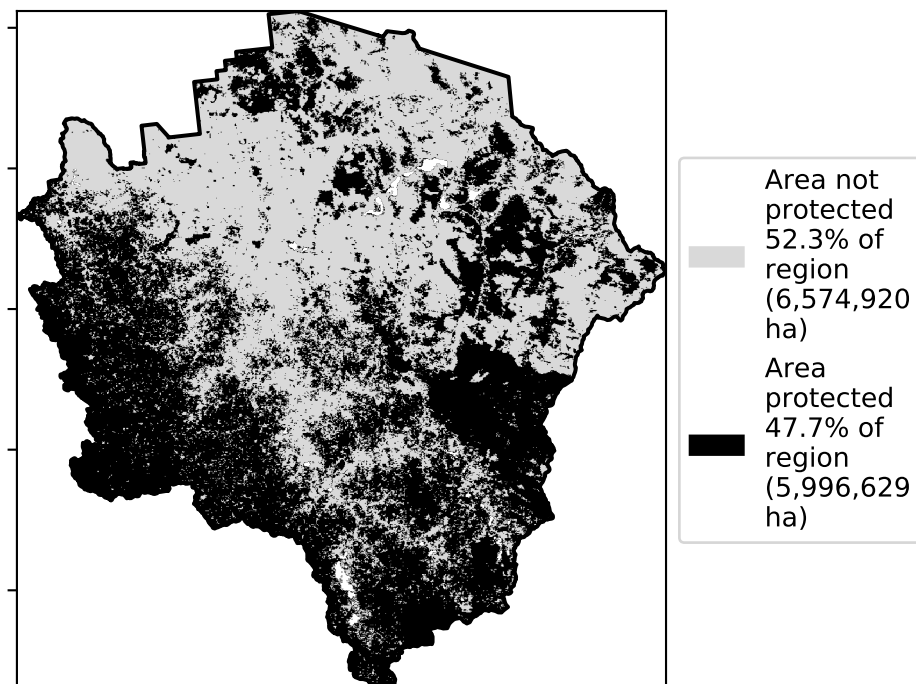 Area not
protected
52.3% of
region
(6,574,920
ha)
Area
protected
47.7% of
region
(5,996,629
ha)